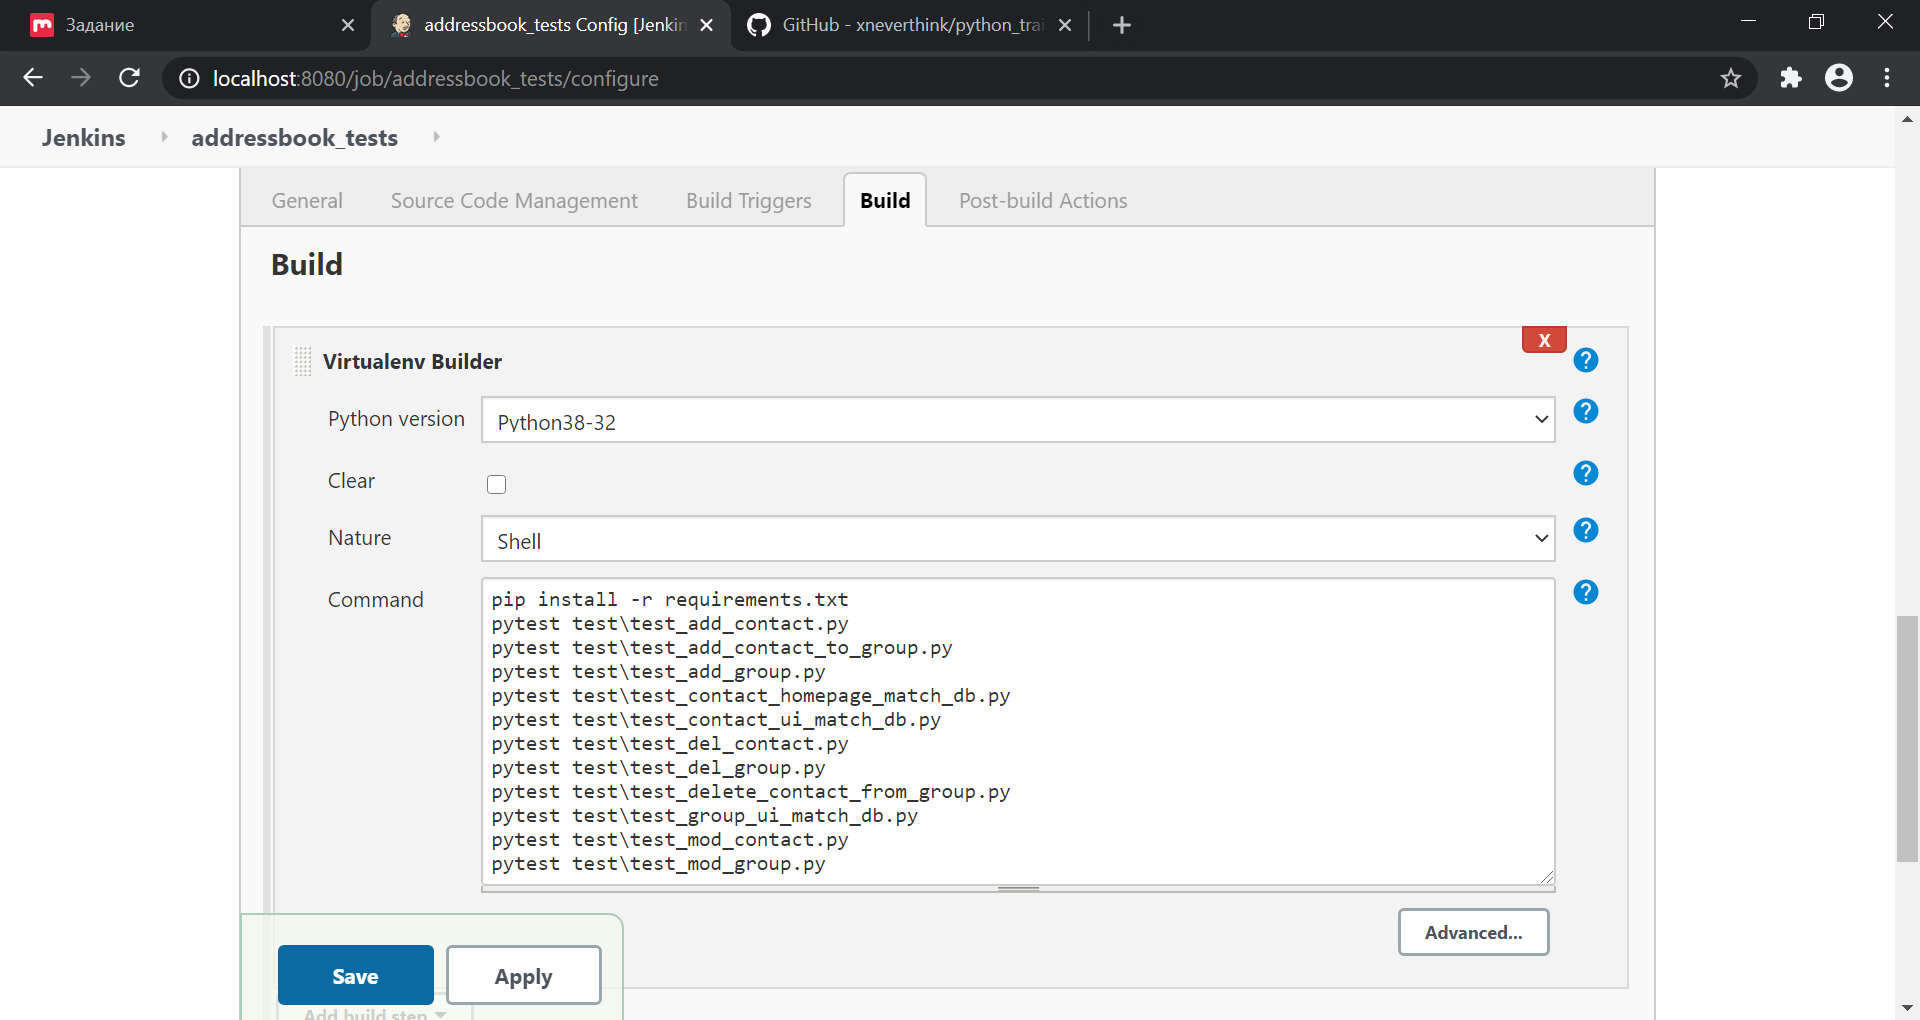 Задание
addressbook_tests Config [Jenkin
GitHub - xneverthink/python_trai
localhost:8080/job/addressbook_tests/configure
Jenkins
addressbook_tests
General
Source Code Management
Build Triggers
Build
Post-build Actions
Build
X
Virtualenv Builder
?
Python version
Python38-32
?
Clear
?
Nature
Shell
?
Command
pip install -r requirements.txt
pytest test\test_add_contact.py
pytest test\test_add_contact_to_group.py
pytest test\test_add_group.py
pytest test\test_contact_homepage_match_db.py
pytest test\test_contact_ui_match_db.py
pytest test\test_del_contact.py
pytest test\test_del_group.py
pytest test\test_delete_contact_from_group.py
pytest test\test_group_ui_match_db.py
pytest test\test_mod_contact.py
pytest test\test_mod_group.py
?
Advanced...
Save
Apply
Add build step